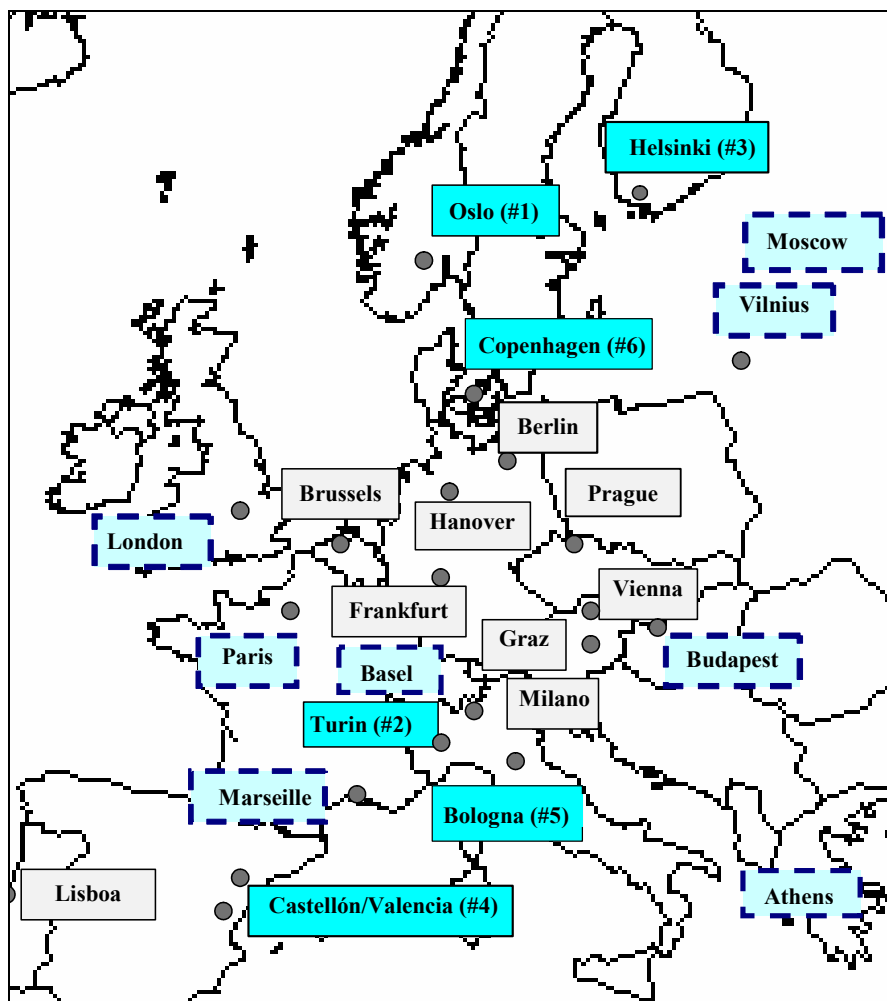 Helsinki (#3)
Oslo (#1)
Moscow
Vilnius
Copenhagen (#6)
Berlin
Brussels
Prague
Hanover
London
Vienna
Frankfurt
Graz
Paris
Budapest
Basel
Milano
Turin (#2)
Marseille
Bologna (#5)
Lisboa
Athens
Castellón/Valencia (#4)